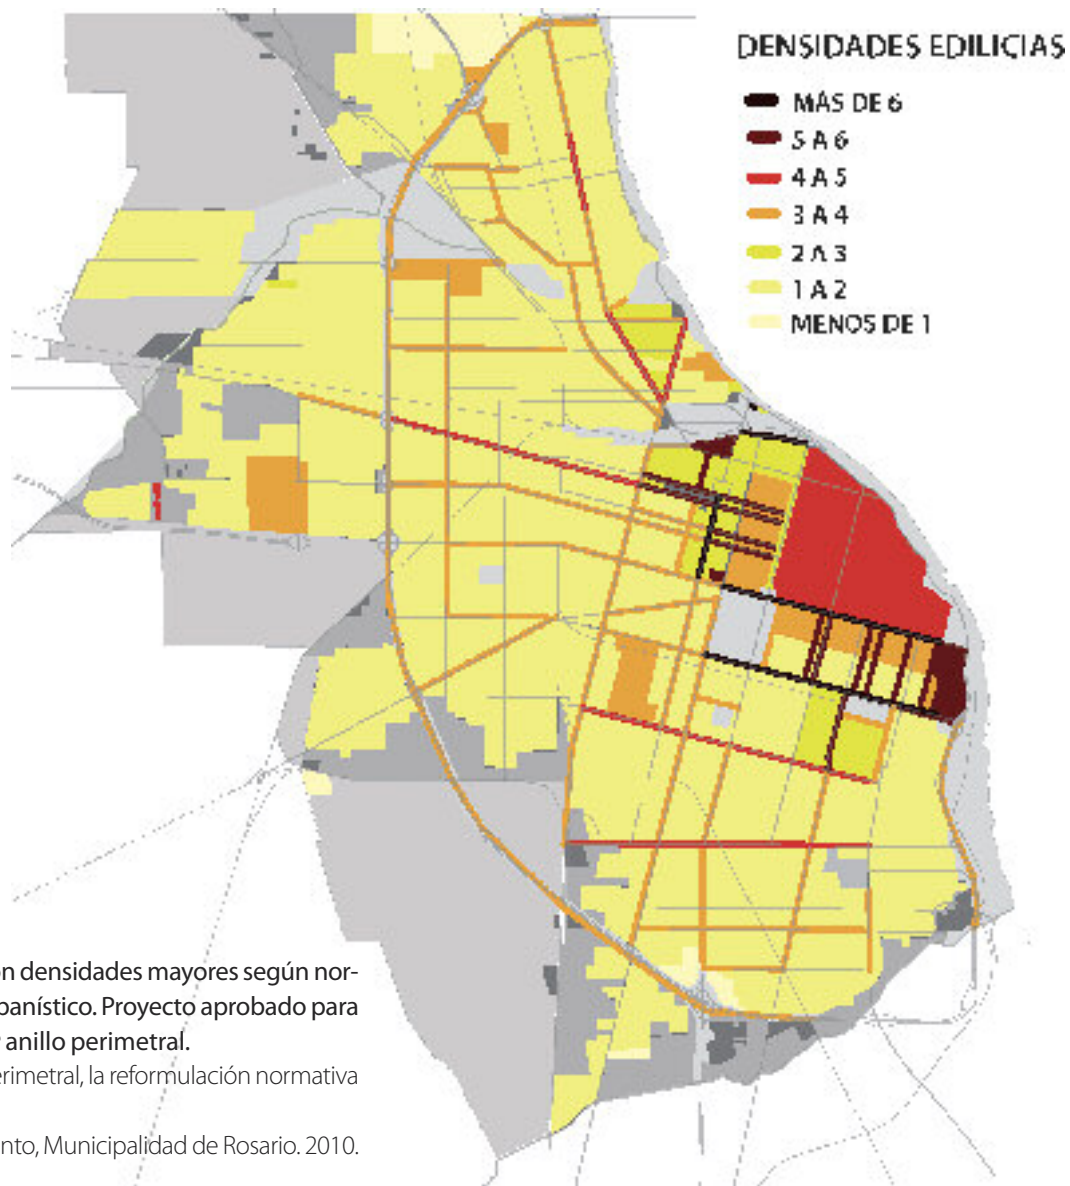 DENSIDADES EDILICIAS
MÁS DE 6
5 A 6
4 A 5
3 A 4
2 A 3
1 A 2
MENOS DE 1
on densidades mayores según nor-
banístico. Proyecto aprobado para
anillo perimetral.
erimetral, la reformulación normativa
nto, Municipalidad de Rosario. 2010.